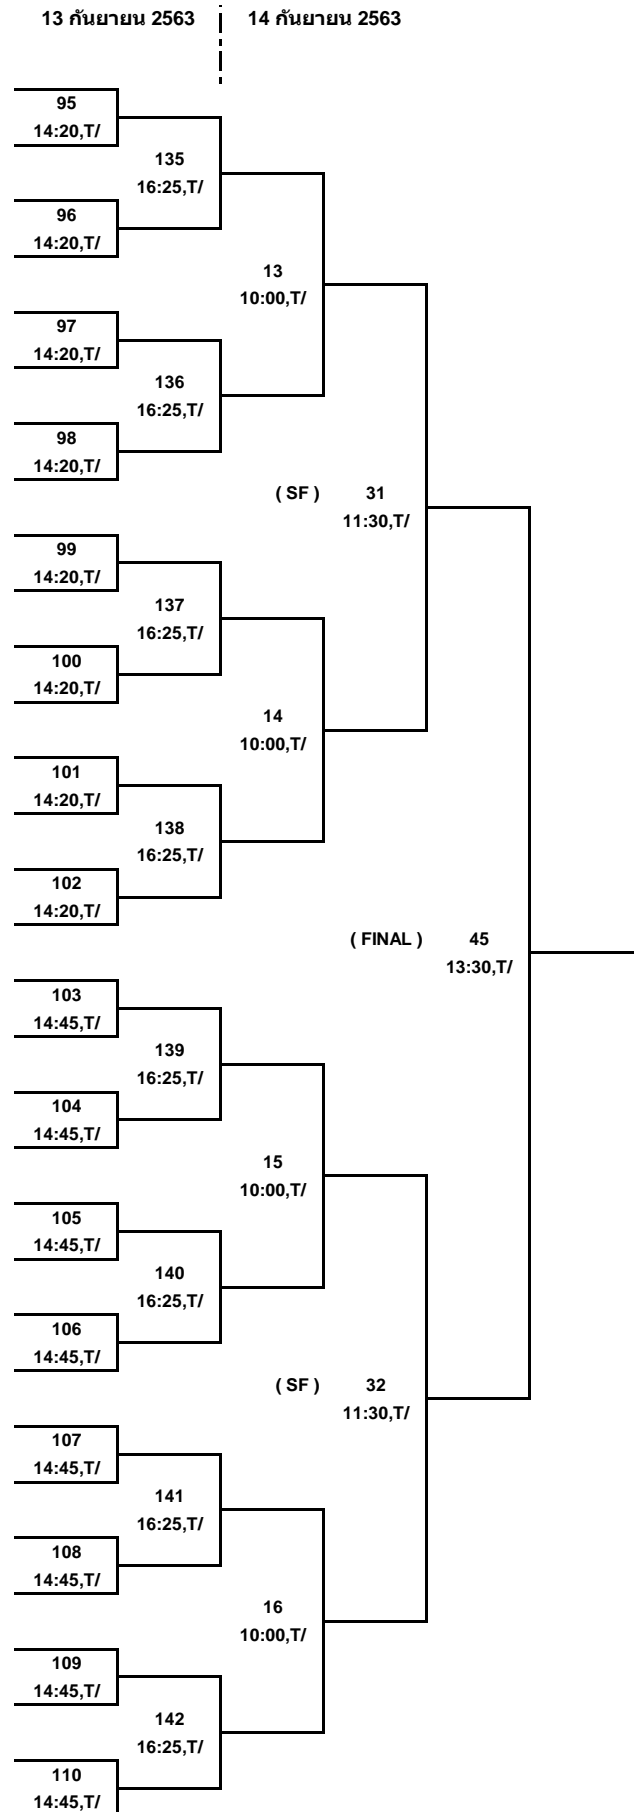 13 กันยายน 2563 14 กันยายน 2563
95
14:20,T/
135
16:25,T/
96
14:20,T/
13
10:00,T/
97
14:20,T/
136
16:25,T/
98
14:20,T/
( SF ) 31
11:30,T/
99
14:20,T/
137
16:25,T/
100
14:20,T/
14
10:00,T/
101
14:20,T/
138
16:25,T/
102
14:20,T/
( FINAL ) 45
13:30,T/
103
14:45,T/
139
16:25,T/
104
14:45,T/
15
10:00,T/
105
14:45,T/
140
16:25,T/
106
14:45,T/
( SF ) 32
11:30,T/
107
14:45,T/
141
16:25,T/
108
14:45,T/
16
10:00,T/
109
14:45,T/
142
16:25,T/
110
14:45,T/